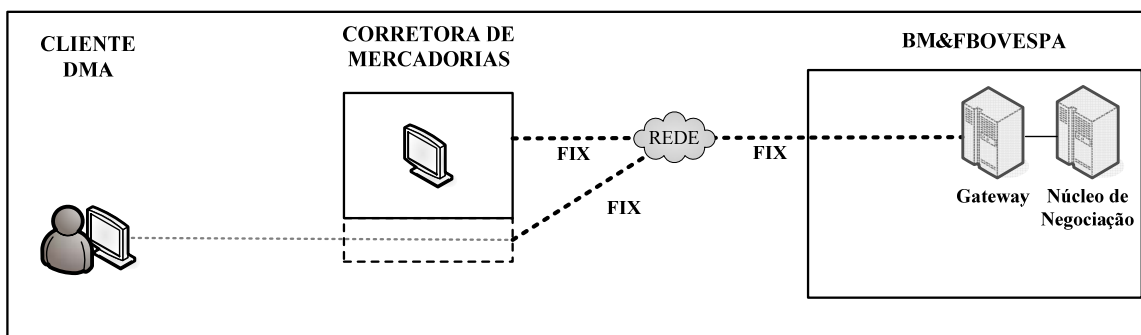 CLIENTE
DMA
CORRETORA DE
MERCADORIAS
BM&FBOVESPA
FIX
REDE
FIX
FIX
Gateway
Núcleo de
Negociação